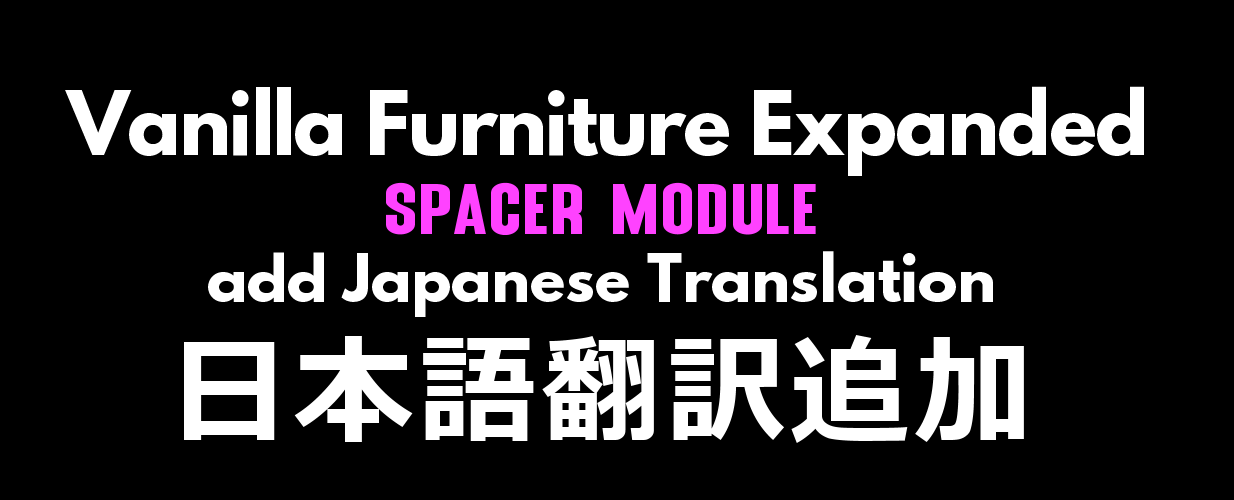 Vanilla Furniture Expanded
SPACER MODULE
add Japanese Translation
日本語翻訳追加